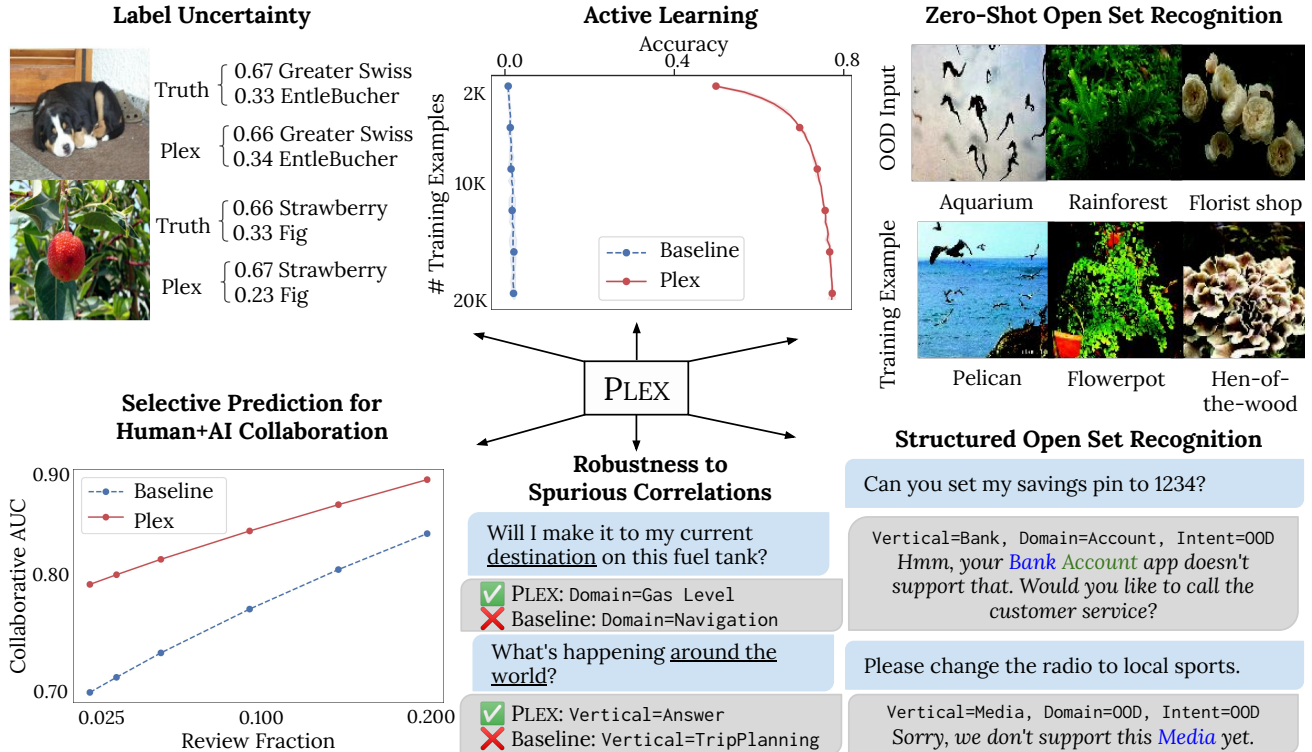 Label Uncertainty
Truth
0.67 Greater Swiss
0.33 EntleBucher
Plex
0.66 Greater Swiss
0.34 EntleBucher
Truth
0.66 Strawberry
0.33 Fig
Plex
0.67 Strawberry
0.23 Fig
Active Learning
Accuracy
0.0 0.4 0.8
# Training Examples
2K
10K
20K
Baseline
Plex
Zero-Shot Open Set Recognition
OOD Input
Aquarium Rainforest Florist shop
Training Example
Pelican Flowerpot Hen-of-
the-wood
PLEX
Selective Prediction for
Human+AI Collaboration
Collaborative AUC
0.90
0.80
0.70
Baseline
Plex
0.025 0.100 0.200
Review Fraction
Robustness to
Spurious Correlations
Will I make it to my current
destination on this fuel tank?
✅ PLEX: Domain=Gas Level
❌ Baseline: Domain=Navigation
What's happening around the
world?
✅ PLEX: Vertical=Answer
❌ Baseline: Vertical=TripPlanning
Structured Open Set Recognition
Can you set my savings pin to 1234?
Vertical=Bank, Domain=Account, Intent=OOD
Hmm, your Bank Account app doesn't
support that. Would you like to call the
customer service?
Please change the radio to local sports.
Vertical=Media, Domain=OOD, Intent=OOD
Sorry, we don't support this Media yet.